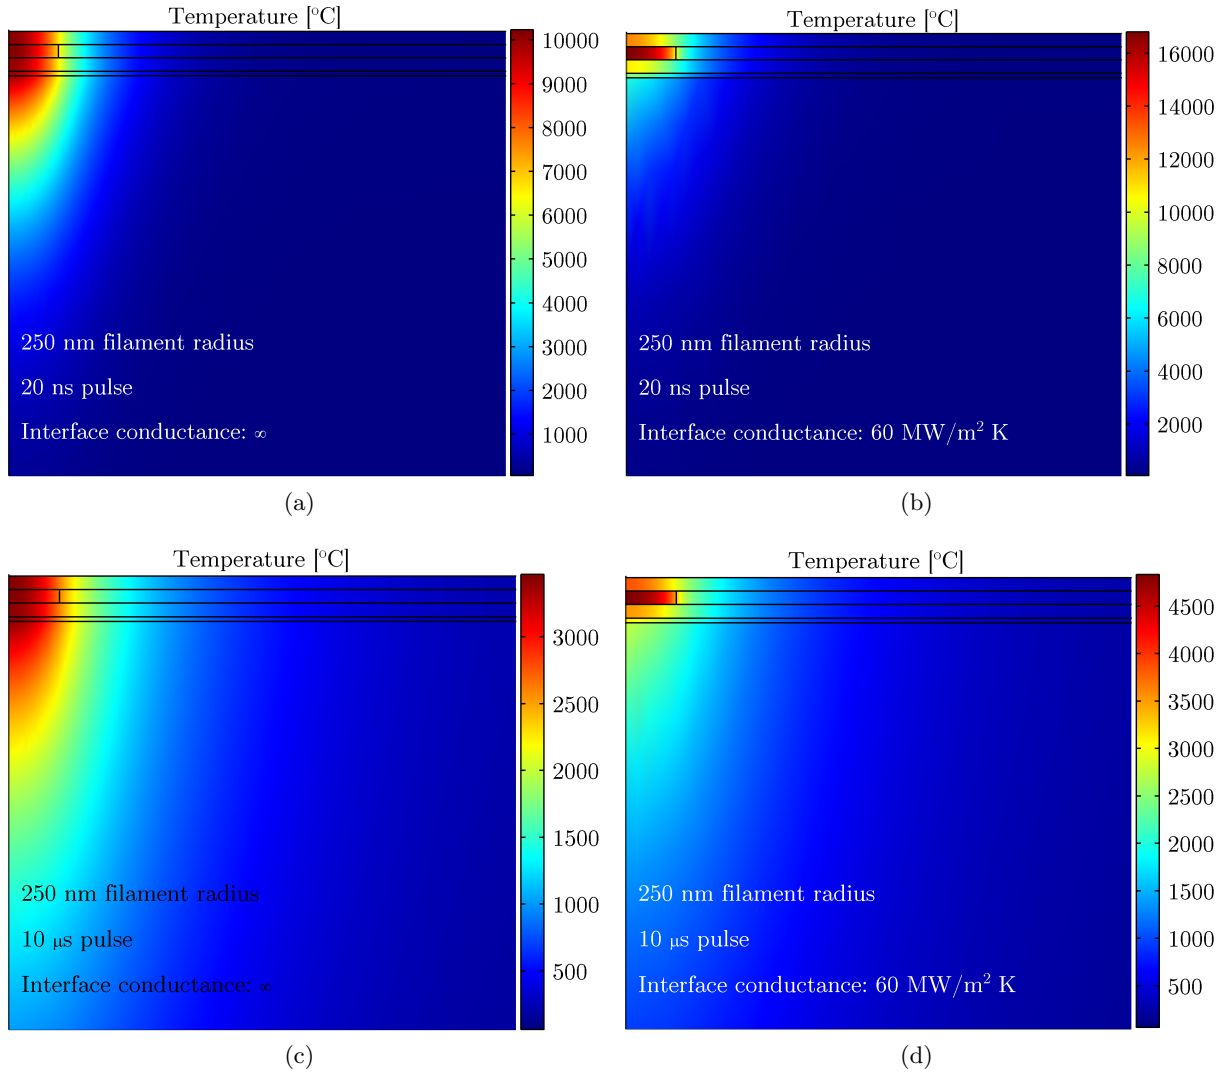 Temperature [°C]
10000
9000
8000
7000
6000
5000
4000
3000
2000
1000
250 nm filament radius
20 ns pulse
Interface conductance: ∞
(a)
Temperature [°C]
16000
14000
12000
10000
8000
6000
4000
2000
250 nm filament radius
20 ns pulse
Interface conductance: 60 MW/m² K
(b)
Temperature [°C]
3000
2500
2000
1500
1000
500
250 nm filament radius
10 μs pulse
Interface conductance: ∞
(c)
Temperature [°C]
4500
4000
3500
3000
2500
2000
1500
1000
500
250 nm filament radius
10 μs pulse
Interface conductance: 60 MW/m² K
(d)